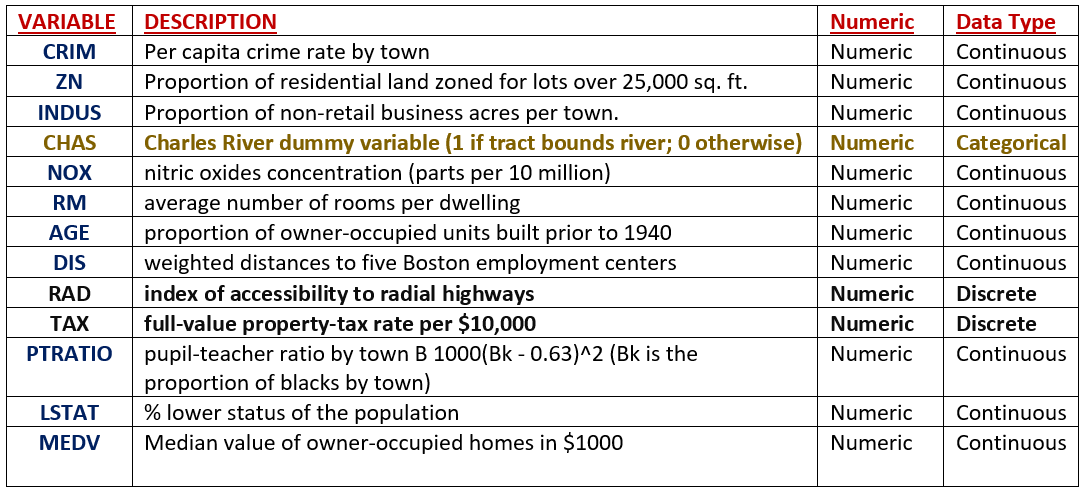 VARIABLE DESCRIPTION Numeric Data Type
CRIM Per capita crime rate by town Numeric Continuous
ZN Proportion of residential land zoned for lots over 25,000 sq. ft. Numeric Continuous
INDUS Proportion of non-retail business acres per town. Numeric Continuous
CHAS Charles River dummy variable (1 if tract bounds river; 0 otherwise) Numeric Categorical
NOX nitric oxides concentration (parts per 10 million) Numeric Continuous
RM average number of rooms per dwelling Numeric Continuous
AGE proportion of owner-occupied units built prior to 1940 Numeric Continuous
DIS weighted distances to five Boston employment centers Numeric Continuous
RAD index of accessibility to radial highways Numeric Discrete
TAX full-value property-tax rate per $10,000 Numeric Discrete
PTRATIO pupil-teacher ratio by town B 1000(Bk - 0.63)^2 (Bk is the Numeric Continuous
proportion of blacks by town)
LSTAT % lower status of the population Numeric Continuous
MEDV Median value of owner-occupied homes in $1000 Numeric Continuous